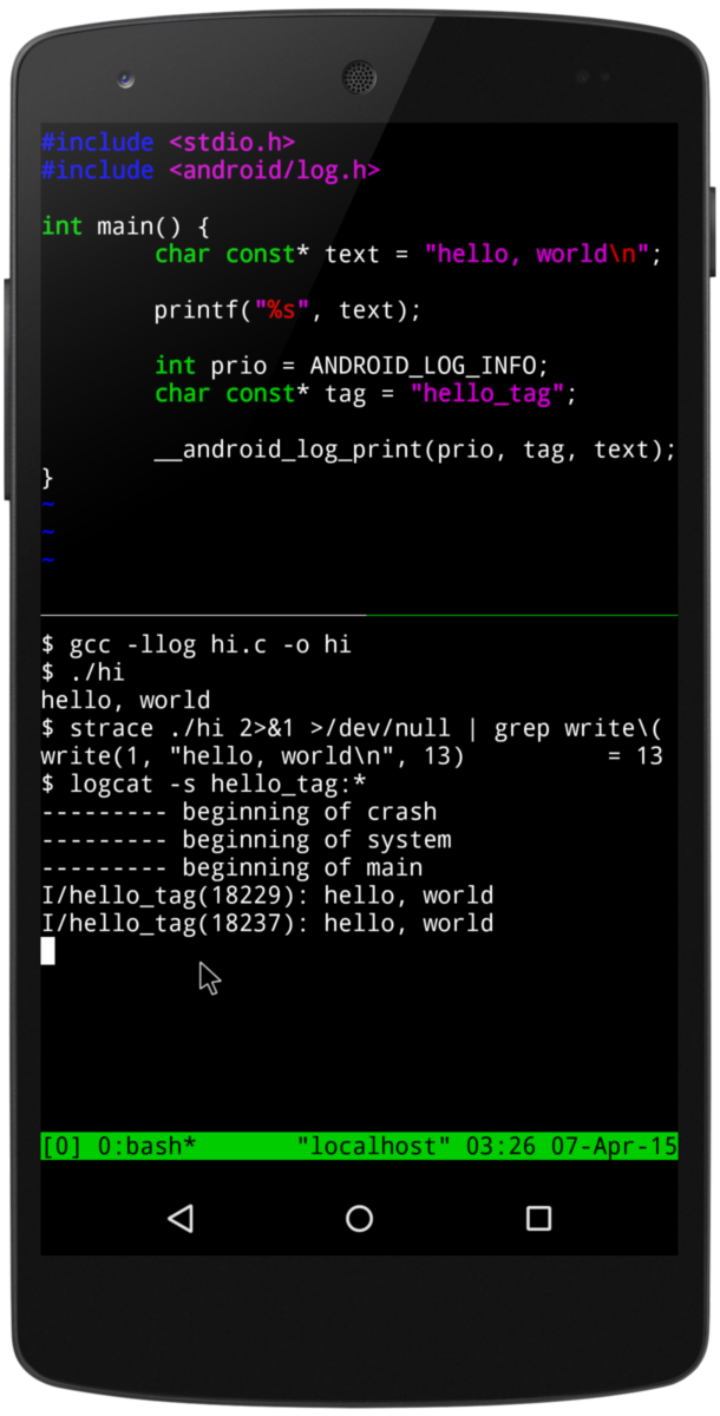 #include <stdio.h>
#include <android/log.h>
int main() {
char const* text = "hello, world\n";
printf("%s", text);
int prio = ANDROID_LOG_INFO;
char const* tag = "hello_tag";
__android_log_print(prio, tag, text);
}
~
~
~
$ gcc -llog hi.c -o hi
$ ./hi
hello, world
$ strace ./hi 2>&1 >/dev/null | grep write\(
write(1, "hello, world\n", 13) = 13
$ logcat -s hello_tag:*
--------- beginning of crash
--------- beginning of system
--------- beginning of main
I/hello_tag(18229): hello, world
I/hello_tag(18237): hello, world
[0] 0:bash* "localhost" 03:26 07-Apr-15